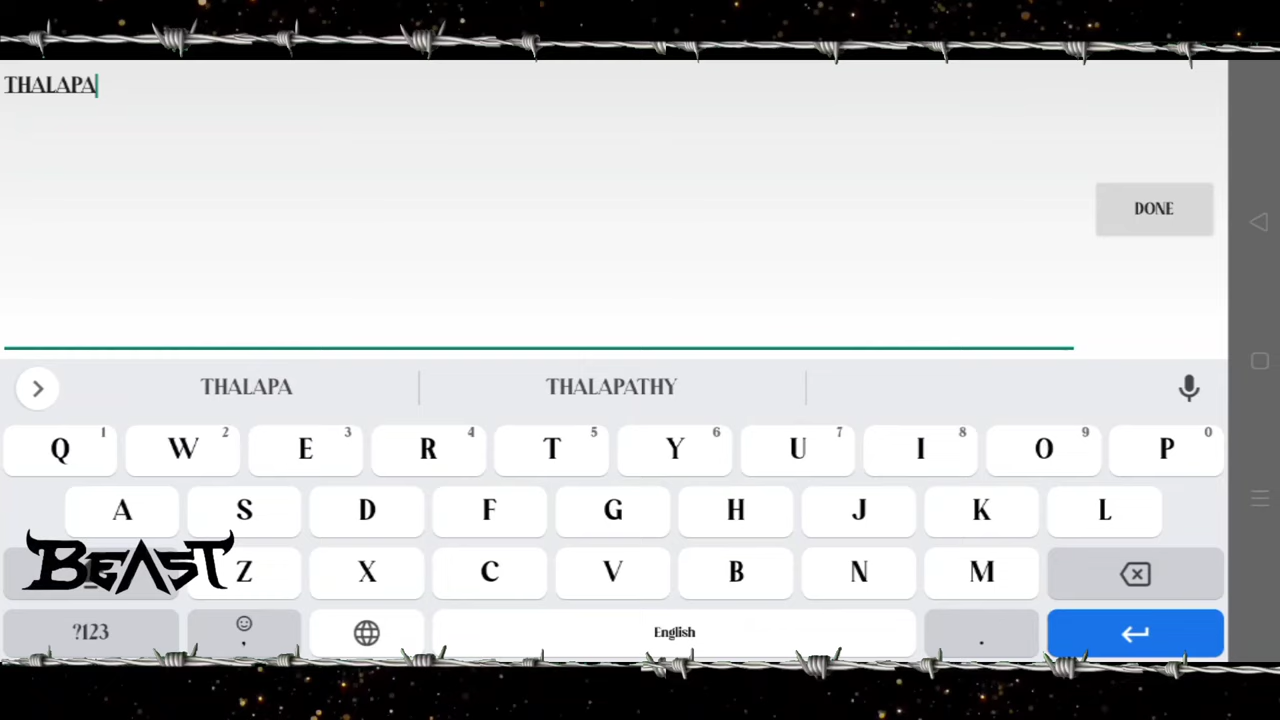 THALAPA
DONE
THALAPA THALAPATHY
Q 1 W 2 E 3 R 4 T 5 Y 6 U 7 I 8 O 9 P 0
A S D F G H J K L
BEAST Z X C V B N M
?123 , English .